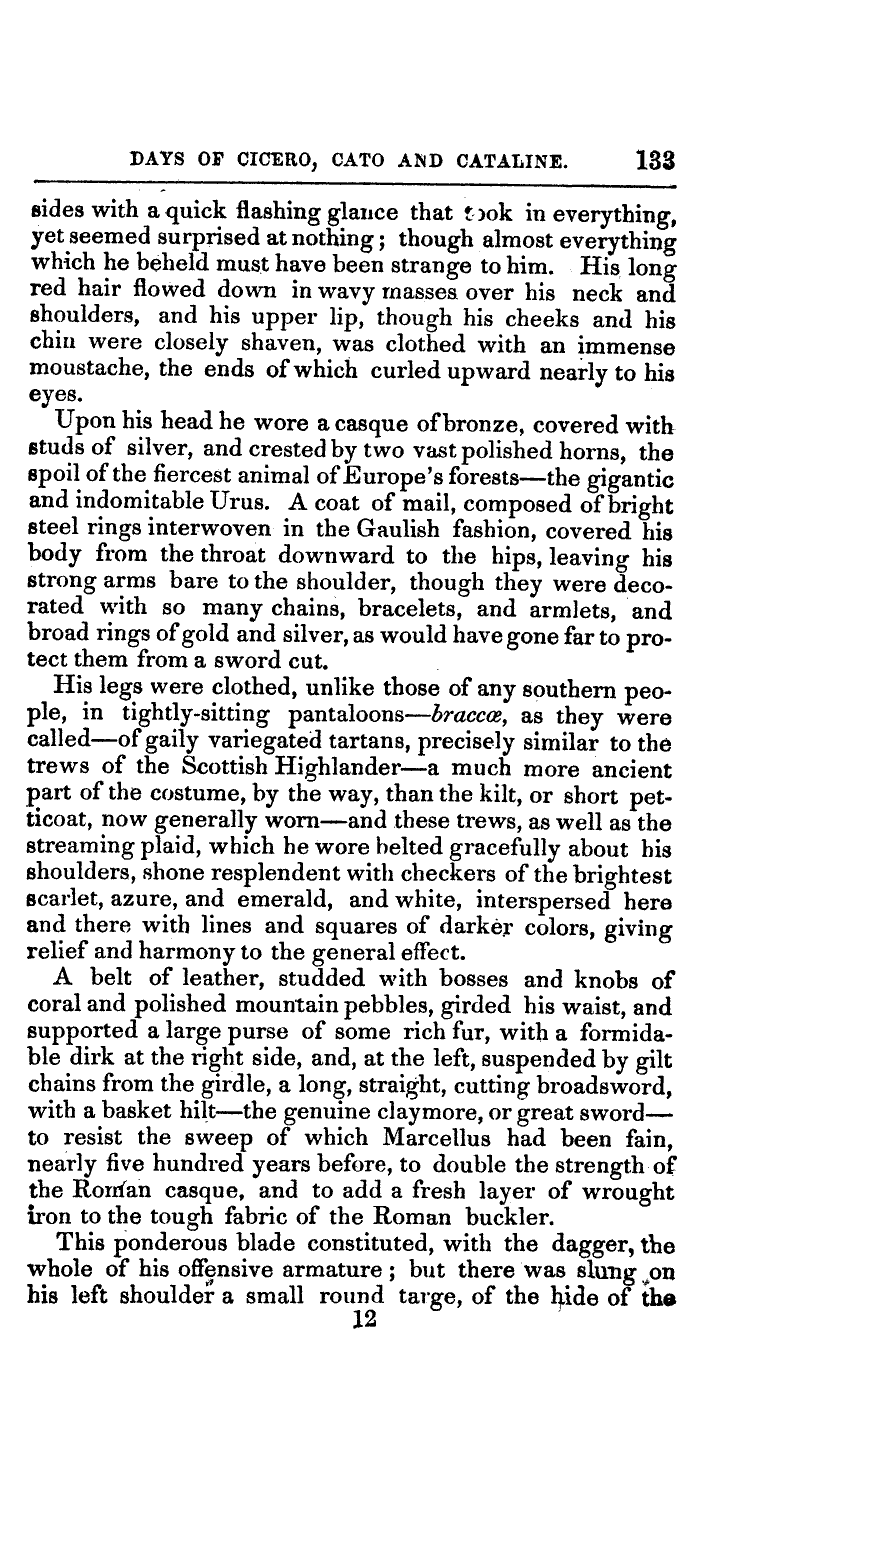 DAYS OF CICERO, CATO AND CATALINE. 133
sides with a quick flashing glance that took in everything,
yet seemed surprised at nothing; though almost everything
which he beheld must have been strange to him. His long
red hair flowed down in wavy masses over his neck and
shoulders, and his upper lip, though his cheeks and his
chin were closely shaven, was clothed with an immense
moustache, the ends of which curled upward nearly to his
eyes.
Upon his head he wore a casque of bronze, covered with
studs of silver, and crested by two vast polished horns, the
spoil of the fiercest animal of Europe's forests—the gigantic
and indomitable Urus. A coat of mail, composed of bright
steel rings interwoven in the Gaulish fashion, covered his
body from the throat downward to the hips, leaving his
strong arms bare to the shoulder, though they were deco-
rated with so many chains, bracelets, and armlets, and
broad rings of gold and silver, as would have gone far to pro-
tect them from a sword cut.
His legs were clothed, unlike those of any southern peo-
ple, in tightly-sitting pantaloons—braccœ, as they were
called—of gaily variegated tartans, precisely similar to the
trews of the Scottish Highlander—a much more ancient
part of the costume, by the way, than the kilt, or short pet-
ticoat, now generally worn—and these trews, as well as the
streaming plaid, which he wore belted gracefully about his
shoulders, shone resplendent with checkers of the brightest
scarlet, azure, and emerald, and white, interspersed here
and there with lines and squares of darker colors, giving
relief and harmony to the general effect.
A belt of leather, studded with bosses and knobs of
coral and polished mountain pebbles, girded his waist, and
supported a large purse of some rich fur, with a formida-
ble dirk at the right side, and, at the left, suspended by gilt
chains from the girdle, a long, straight, cutting broadsword,
with a basket hilt—the genuine claymore, or great sword—
to resist the sweep of which Marcellus had been fain,
nearly five hundred years before, to double the strength of
the Roman casque, and to add a fresh layer of wrought
iron to the tough fabric of the Roman buckler.
This ponderous blade constituted, with the dagger, the
whole of his offensive armature; but there was slung on
his left shoulder a small round targe, of the hide of the
12